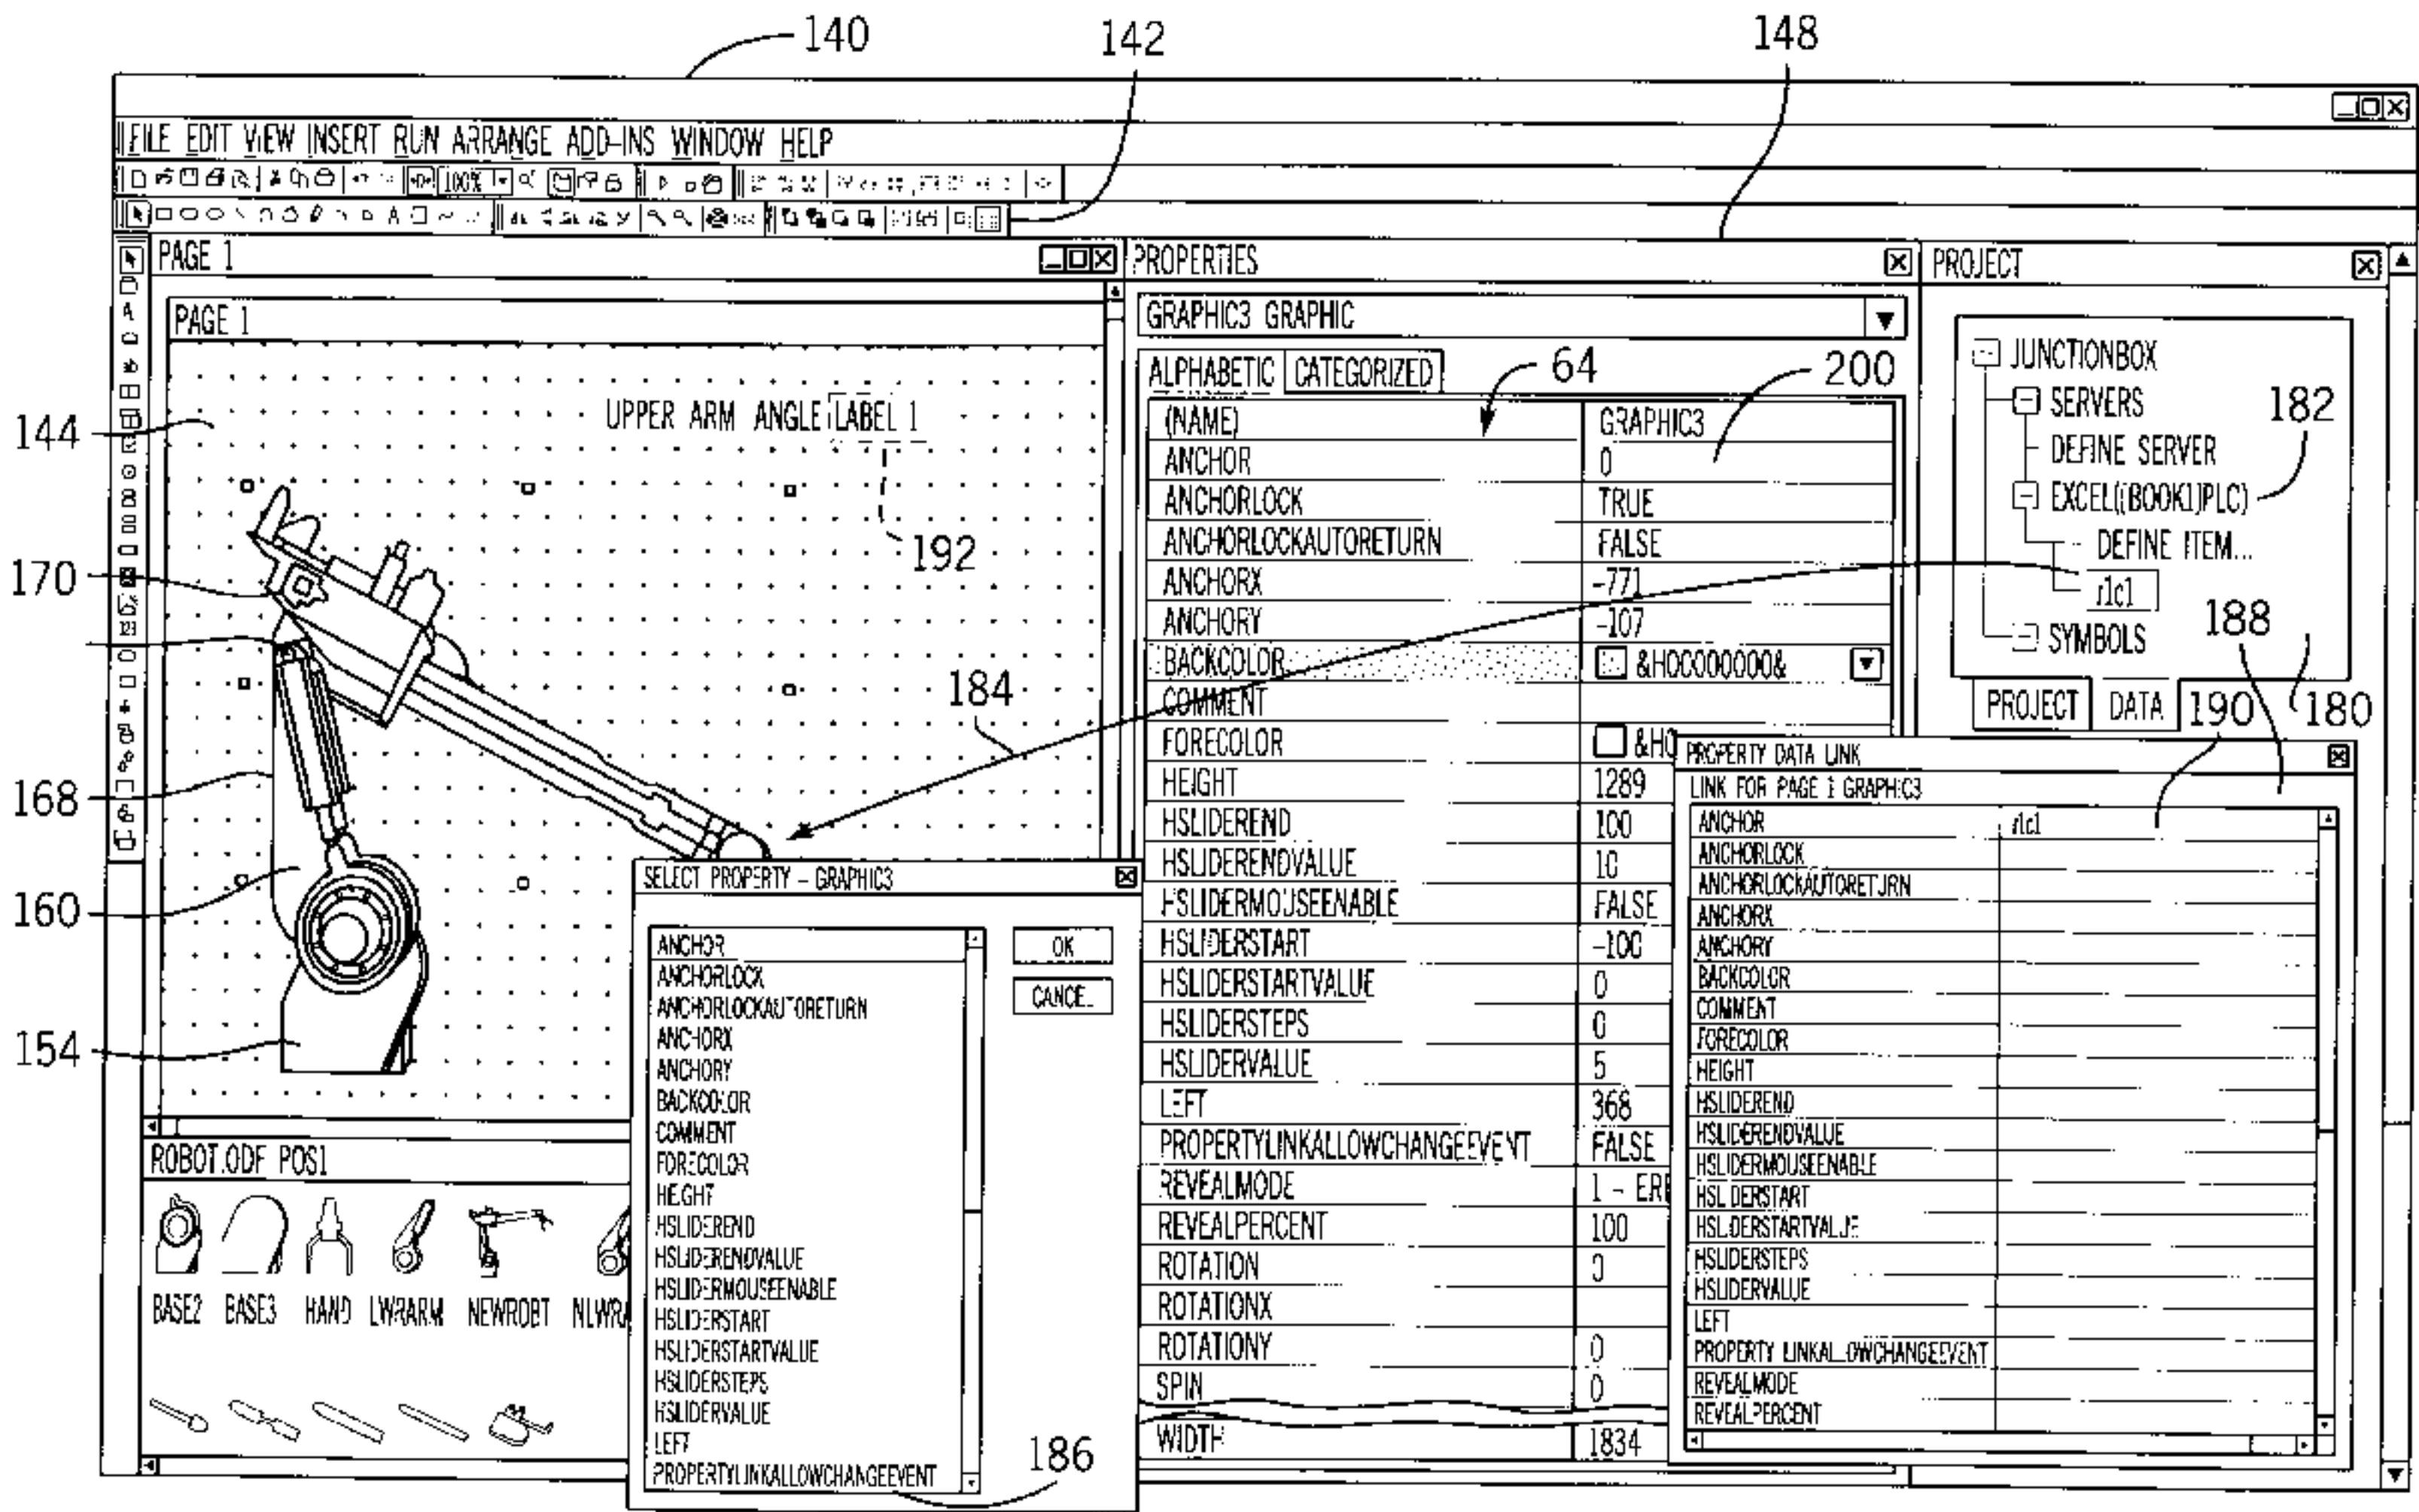 140
142
148
FILE EDIT VIEW INSERT RUN ARRANGE ADD-INS WINDOW HELP
100%
PAGE 1
PAGE 1
UPPER ARM ANGLE LABEL 1
144
192
170
184
168
160
154
ROBOT.ODF POS1
BASE2 BASE3 HAND LWRARM NEWROBT
PROPERTIES
GRAPHIC3 GRAPHIC
ALPHABETIC CATEGORIZED
64
200
(NAME) GRAPHIC3
ANCHOR 0
ANCHORLOCK TRUE
ANCHORLOCKAUTORETURN FALSE
ANCHORX -771
ANCHORY -107
BACKCOLOR &H0C000000&
COMMENT
FORECOLOR &H0
HEIGHT 1289
HSLIDEREND 100
HSLIDERENDVALUE 10
HSLIDERMOUSEENABLE FALSE
HSLIDERSTART -100
HSLIDERSTARTVALUE 0
HSLIDERSTEPS 0
HSLIDERVALUE 5
LEFT 368
PROPERTYLINKALLOWCHANGEEVENT FALSE
REVEALMODE 1 - ERE
REVEALPERCENT 100
ROTATION 0
ROTATIONX
ROTATIONY 0
SPIN 0
WIDTH 1834
PROJECT
JUNCTIONBOX
SERVERS
182
DEFINE SERVER
EXCEL([BOOK1]PLC)
DEFINE ITEM...
r1c1
188
SYMBOLS
PROJECT DATA
190
180
SELECT PROPERTY - GRAPHIC3
ANCHOR
OK
ANCHORLOCK
CANCEL
ANCHORLOCKAUTORETURN
ANCHORX
ANCHORY
BACKCOLOR
COMMENT
FORECOLOR
HEIGHT
HSLIDEREND
HSLIDERENDVALUE
HSLIDERMOUSEENABLE
HSLIDERSTART
HSLIDERSTARTVALUE
HSLIDERSTEPS
HSLIDERVALUE
LEFT
PROPERTYLINKALLOWCHANGEEVENT
186
PROPERTY DATA LINK
LINK FOR PAGE 1 GRAPHIC3
ANCHOR r1c1
ANCHORLOCK
ANCHORLOCKAUTORETURN
ANCHORX
ANCHORY
BACKCOLOR
COMMENT
FORECOLOR
HEIGHT
HSLIDEREND
HSLIDERENDVALUE
HSLIDERMOUSEENABLE
HSLIDERSTART
HSLIDERSTARTVALUE
HSLIDERSTEPS
HSLIDERVALUE
LEFT
PROPERTY LINKALLOWCHANGEEVENT
REVEALMODE
REVEALPERCENT